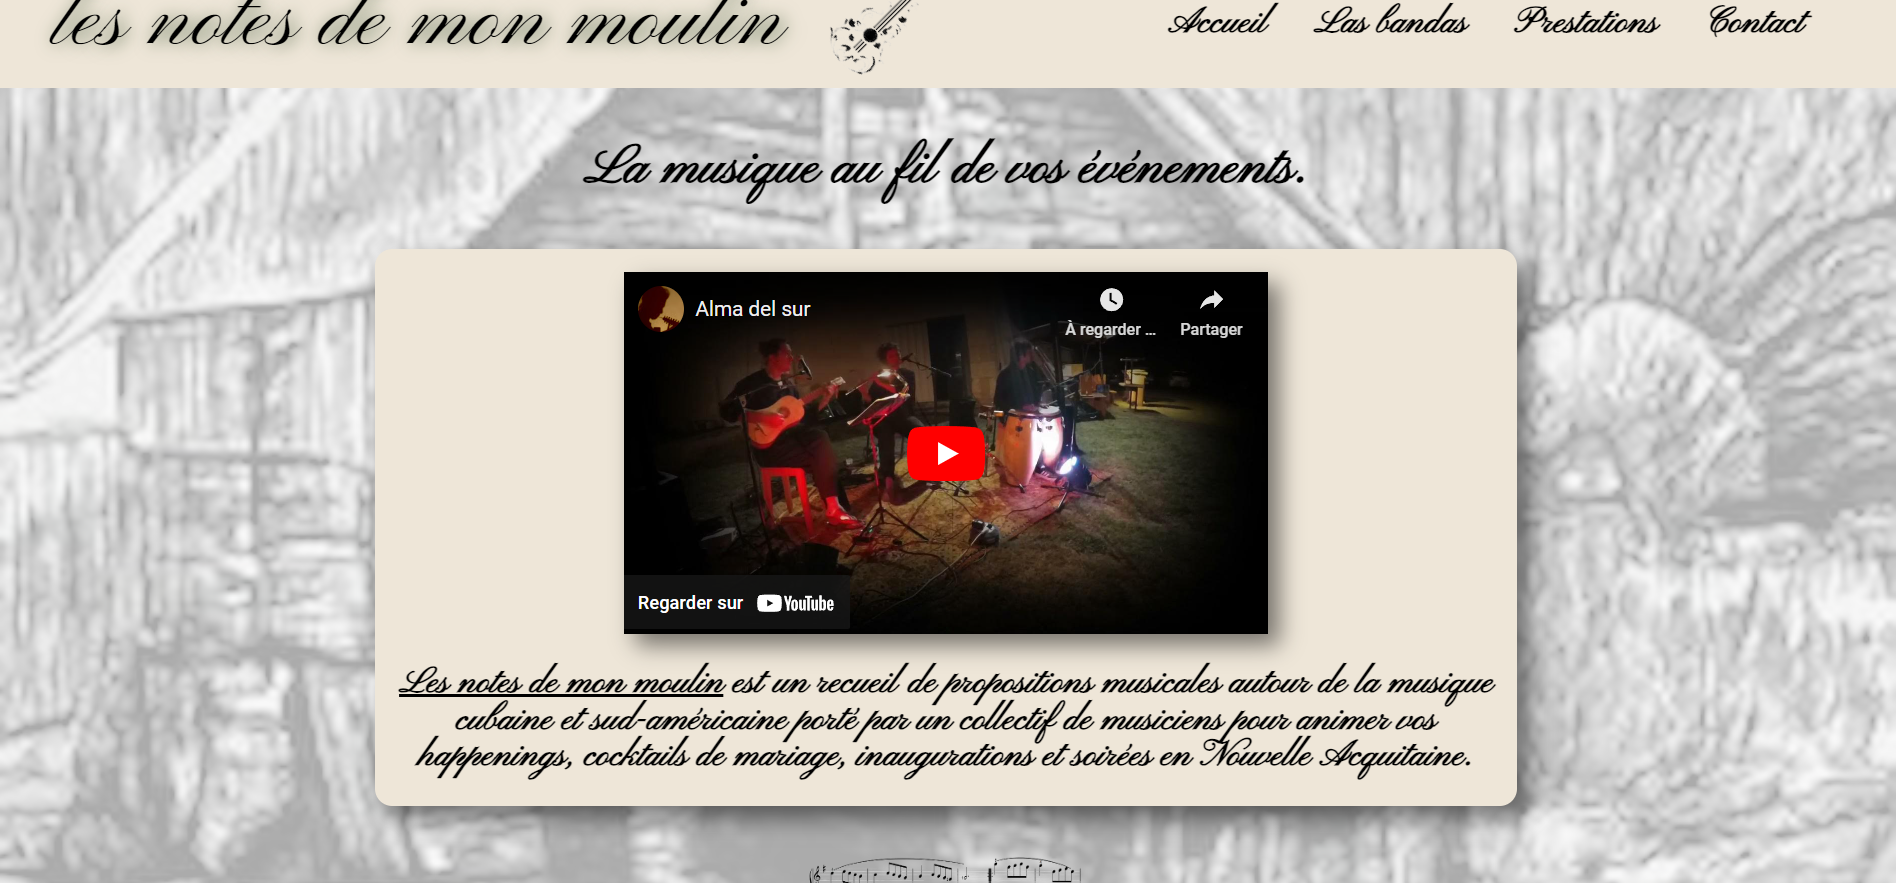 les notes de mon moulin
Accueil Las bandas Prestations Contact
La musique au fil de vos événements.
Alma del sur
À regarder ...
Partager
Regarder sur YouTube
Les notes de mon moulin est un recueil de propositions musicales autour de la musique
cubaine et sud-américaine porté par un collectif de musiciens pour animer vos
happenings, cocktails de mariage, inaugurations et soirées en Nouvelle Acquitaine.